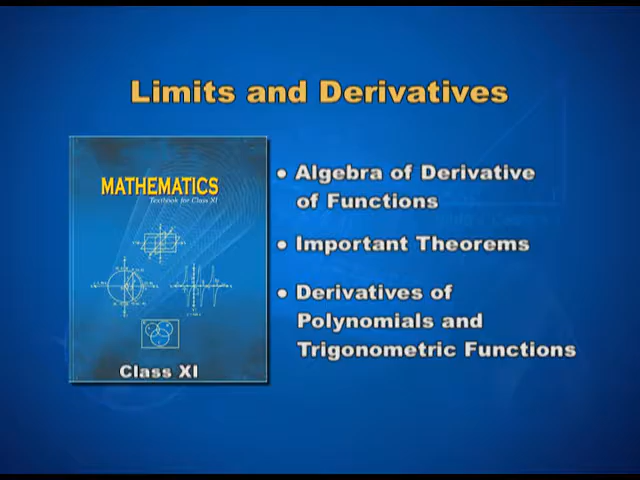 Limits and Derivatives
MATHEMATICS
Textbook for Class XI
Class XI
• Algebra of Derivative
of Functions
• Important Theorems
• Derivatives of
Polynomials and
Trigonometric Functions